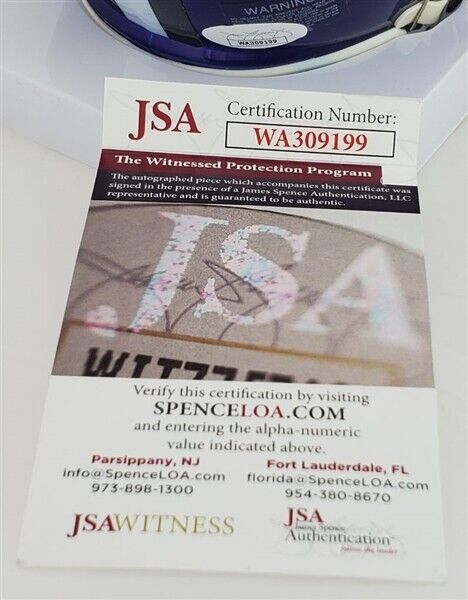 WARNING
WA309199
JSA
Certification Number:
WA309199
The Witnessed Protection Program
The autographed piece which accompanies this certificate was
signed in the presence of a James Spence Authentication, LLC
representative and is guaranteed to be authentic.
JSA
Verify this certification by visiting
SPENCELOA.COM
and entering the alpha-numeric
value indicated above.
Parsippany, NJ
info@SpenceLOA.com
973-898-1300
Fort Lauderdale, FL
florida@SpenceLOA.com
954-380-8670
JSAWITNESS
JSA
James Spence
Authentication
follow the leader